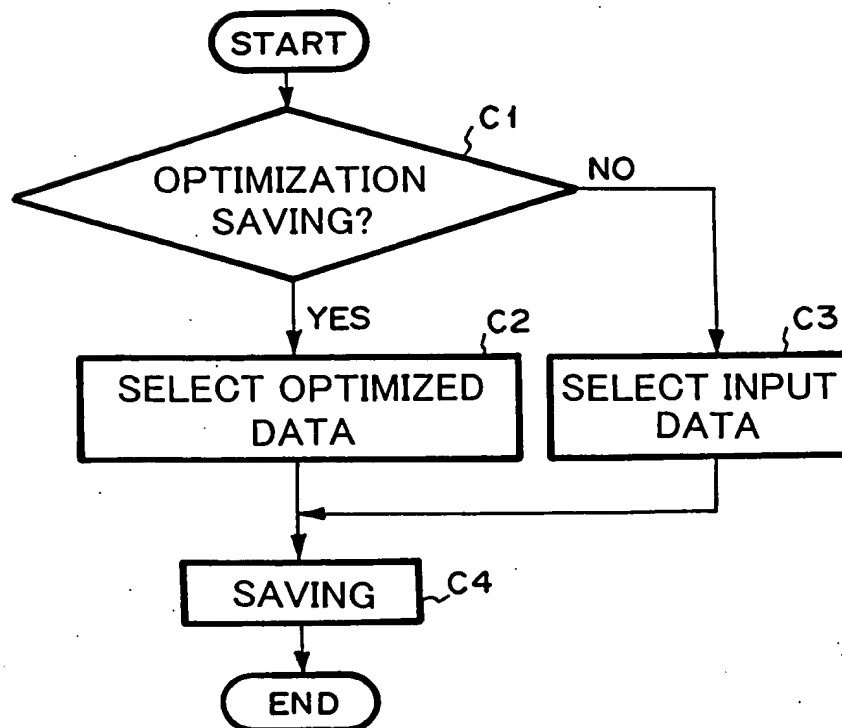 START
C1
OPTIMIZATION
SAVING?
NO
YES
C2
C3
SELECT OPTIMIZED
DATA
SELECT INPUT
DATA
SAVING
C4
END